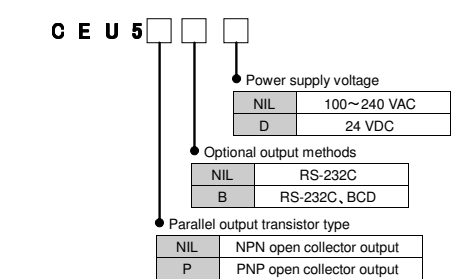 C E U 5
Power supply voltage
NIL 100～240 VAC
D 24 VDC
Optional output methods
NIL RS-232C
B RS-232C、BCD
Parallel output transistor type
NIL NPN open collector output
P PNP open collector output